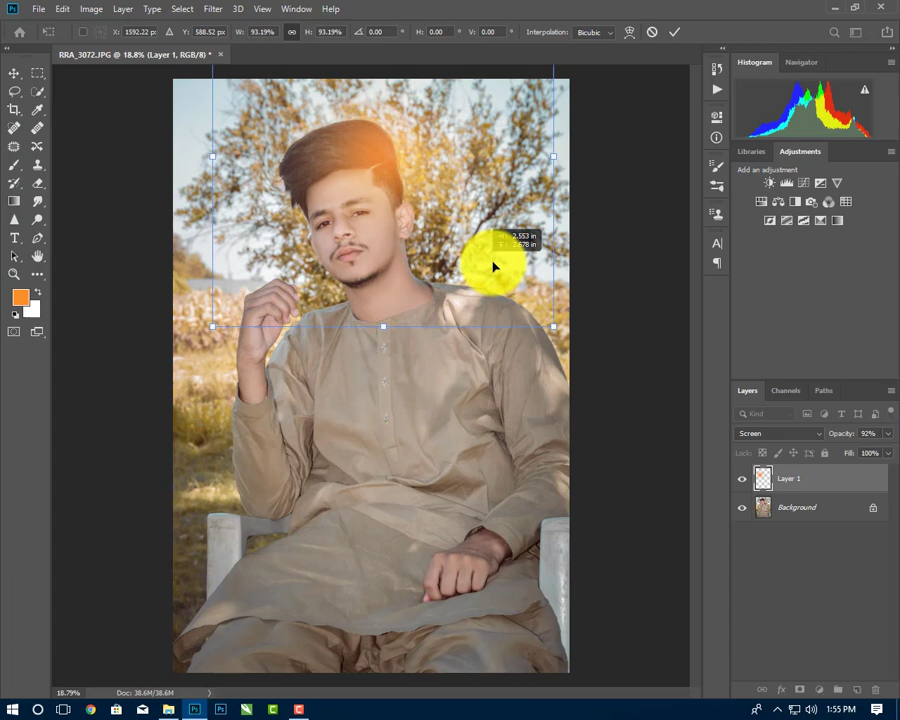 File Edit Image Layer Type Select Filter 3D View Window Help
X: 1592.22 px Y: 588.52 px W: 93.19% H: 93.19% 0.00 ° H: 0.00 ° V: 0.00 ° Interpolation: Bicubic
RRA_3072.JPG @ 18.8% (Layer 1, RGB/8) * ×
Histogram Navigator
Libraries Adjustments
Add an adjustment
2.553 in
2.678 in
Layers Channels Paths
Kind
Screen Opacity: 92%
Lock: Fill: 100%
Layer 1
Background
18.79% Doc: 38.6M/38.6M
1:55 PM